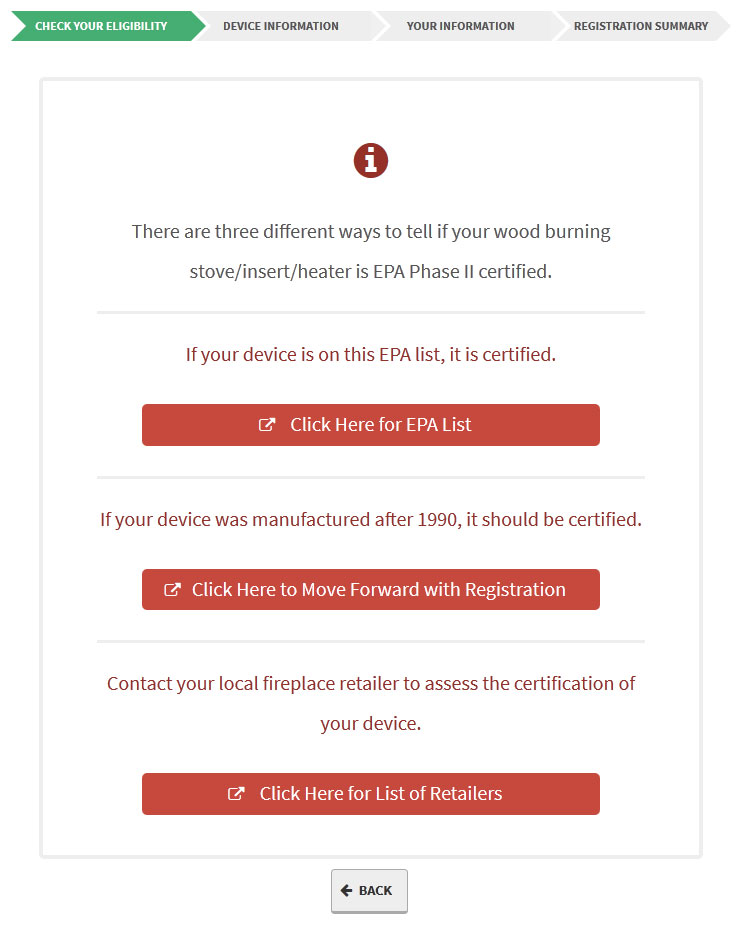 CHECK YOUR ELIGIBILITY
DEVICE INFORMATION
YOUR INFORMATION
REGISTRATION SUMMARY
There are three different ways to tell if your wood burning
stove/insert/heater is EPA Phase II certified.
If your device is on this EPA list, it is certified.
Click Here for EPA List
If your device was manufactured after 1990, it should be certified.
Click Here to Move Forward with Registration
Contact your local fireplace retailer to assess the certification of
your device.
Click Here for List of Retailers
BACK